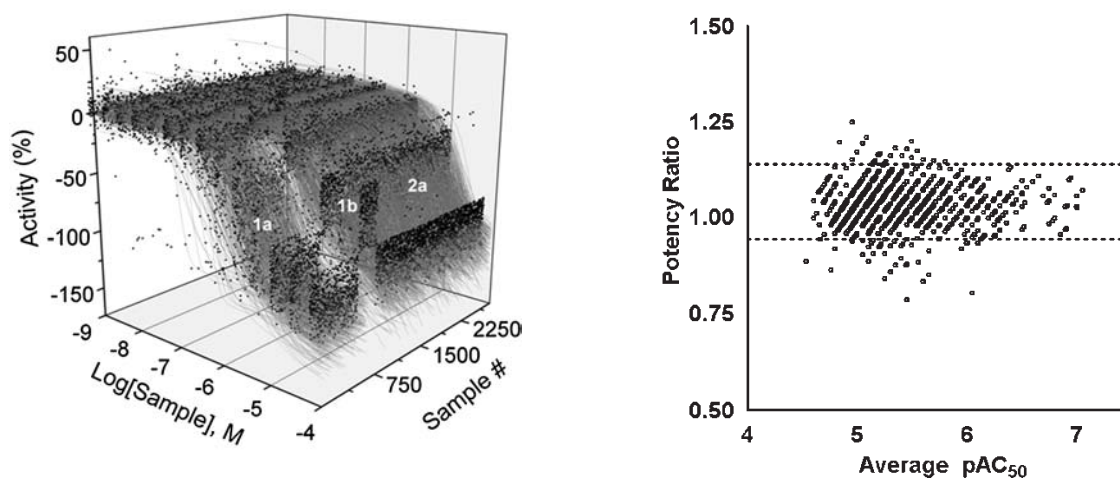 50
0
-50
-100
-150
Activity (%)
1a
1b
2a
-9
-8
-7
-6
-5
-4
Log[Sample], M
750
1500
2250
Sample #
1.50
1.25
1.00
0.75
0.50
Potency Ratio
4
5
6
7
Average pAC50